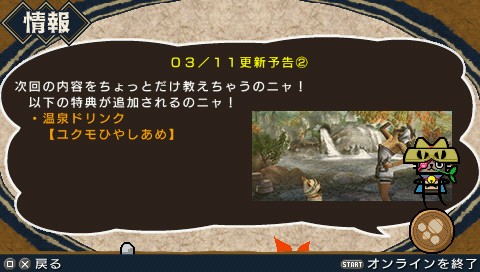 情報
０３／１１更新予告②
次回の内容をちょっとだけ教えちゃうのニャ！
以下の特典が追加されるのニャ！
・温泉ドリンク
【ユクモひやしあめ】
□×戻る
START オンラインを終了